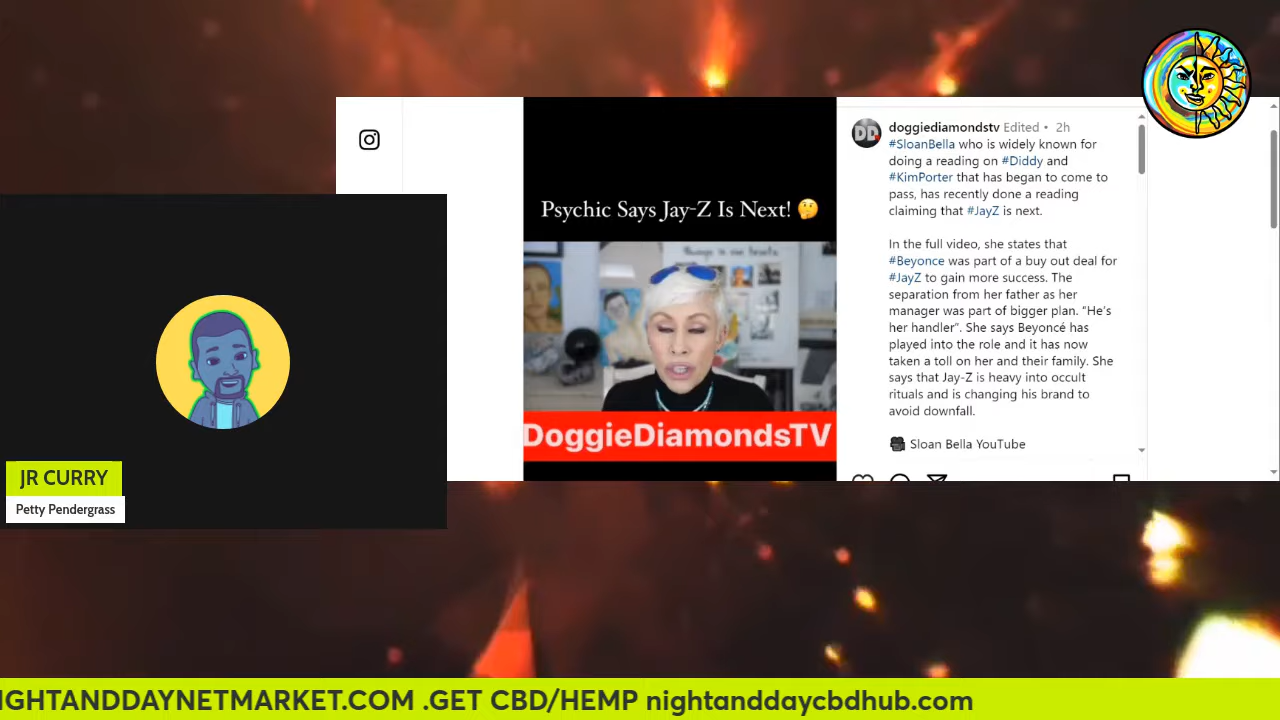 Psychic Says Jay-Z Is Next! 🤔
DoggieDiamondsTV
DD
doggiediamondstv Edited • 2h
#SloanBella who is widely known for
doing a reading on #Diddy and
#KimPorter that has began to come to
pass, has recently done a reading
claiming that #JayZ is next.
In the full video, she states that
#Beyonce was part of a buy out deal for
#JayZ to gain more success. The
separation from her father as her
manager was part of bigger plan. “He’s
her handler”. She says Beyoncé has
played into the role and it has now
taken a toll on her and their family. She
says that Jay-Z is heavy into occult
rituals and is changing his brand to
avoid downfall.
🎥 Sloan Bella YouTube
JR CURRY
Petty Pendergrass
IGHTANDDAYNETMARKET.COM .GET CBD/HEMP nightanddaycbdhub.com